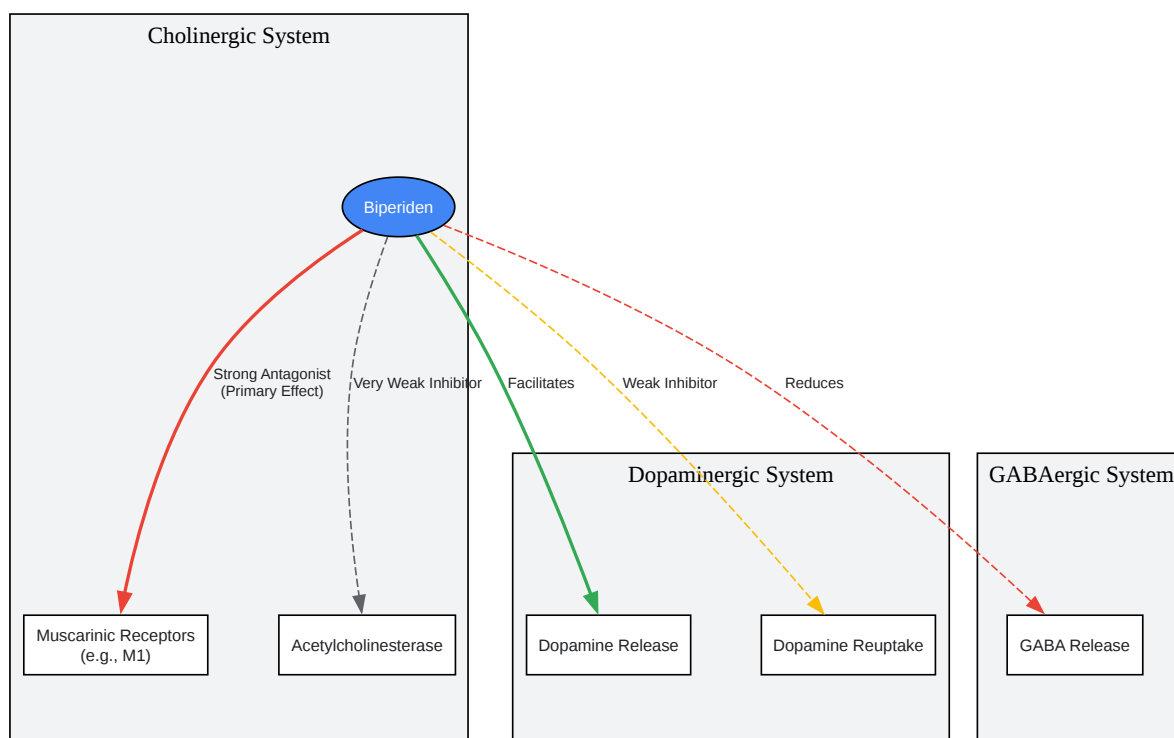 Cholinergic System
Biperiden
Strong Antagonist
(Primary Effect)
Very Weak Inhibitor
Facilitates
Weak Inhibitor
Reduces
Dopaminergic System
GABAergic System
Muscarinic Receptors
(e.g., M1)
Acetylcholinesterase
Dopamine Release
Dopamine Reuptake
GABA Release